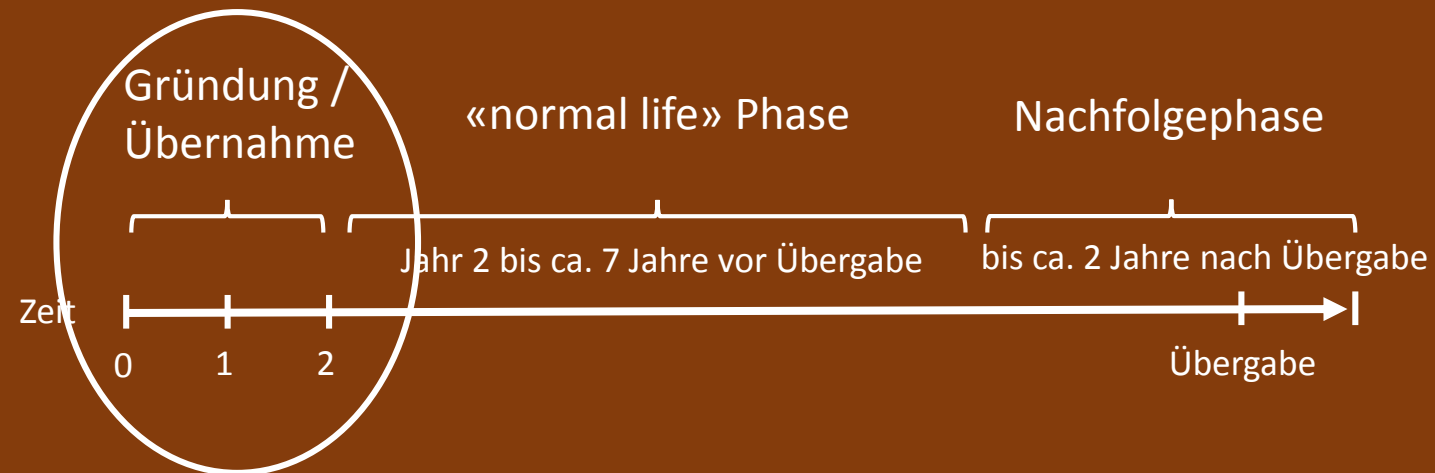 Gründung /
Übernahme
«normal life» Phase
Nachfolgephase
Jahr 2 bis ca. 7 Jahre vor Übergabe
bis ca. 2 Jahre nach Übergabe
Zeit
0
1
2
Übergabe